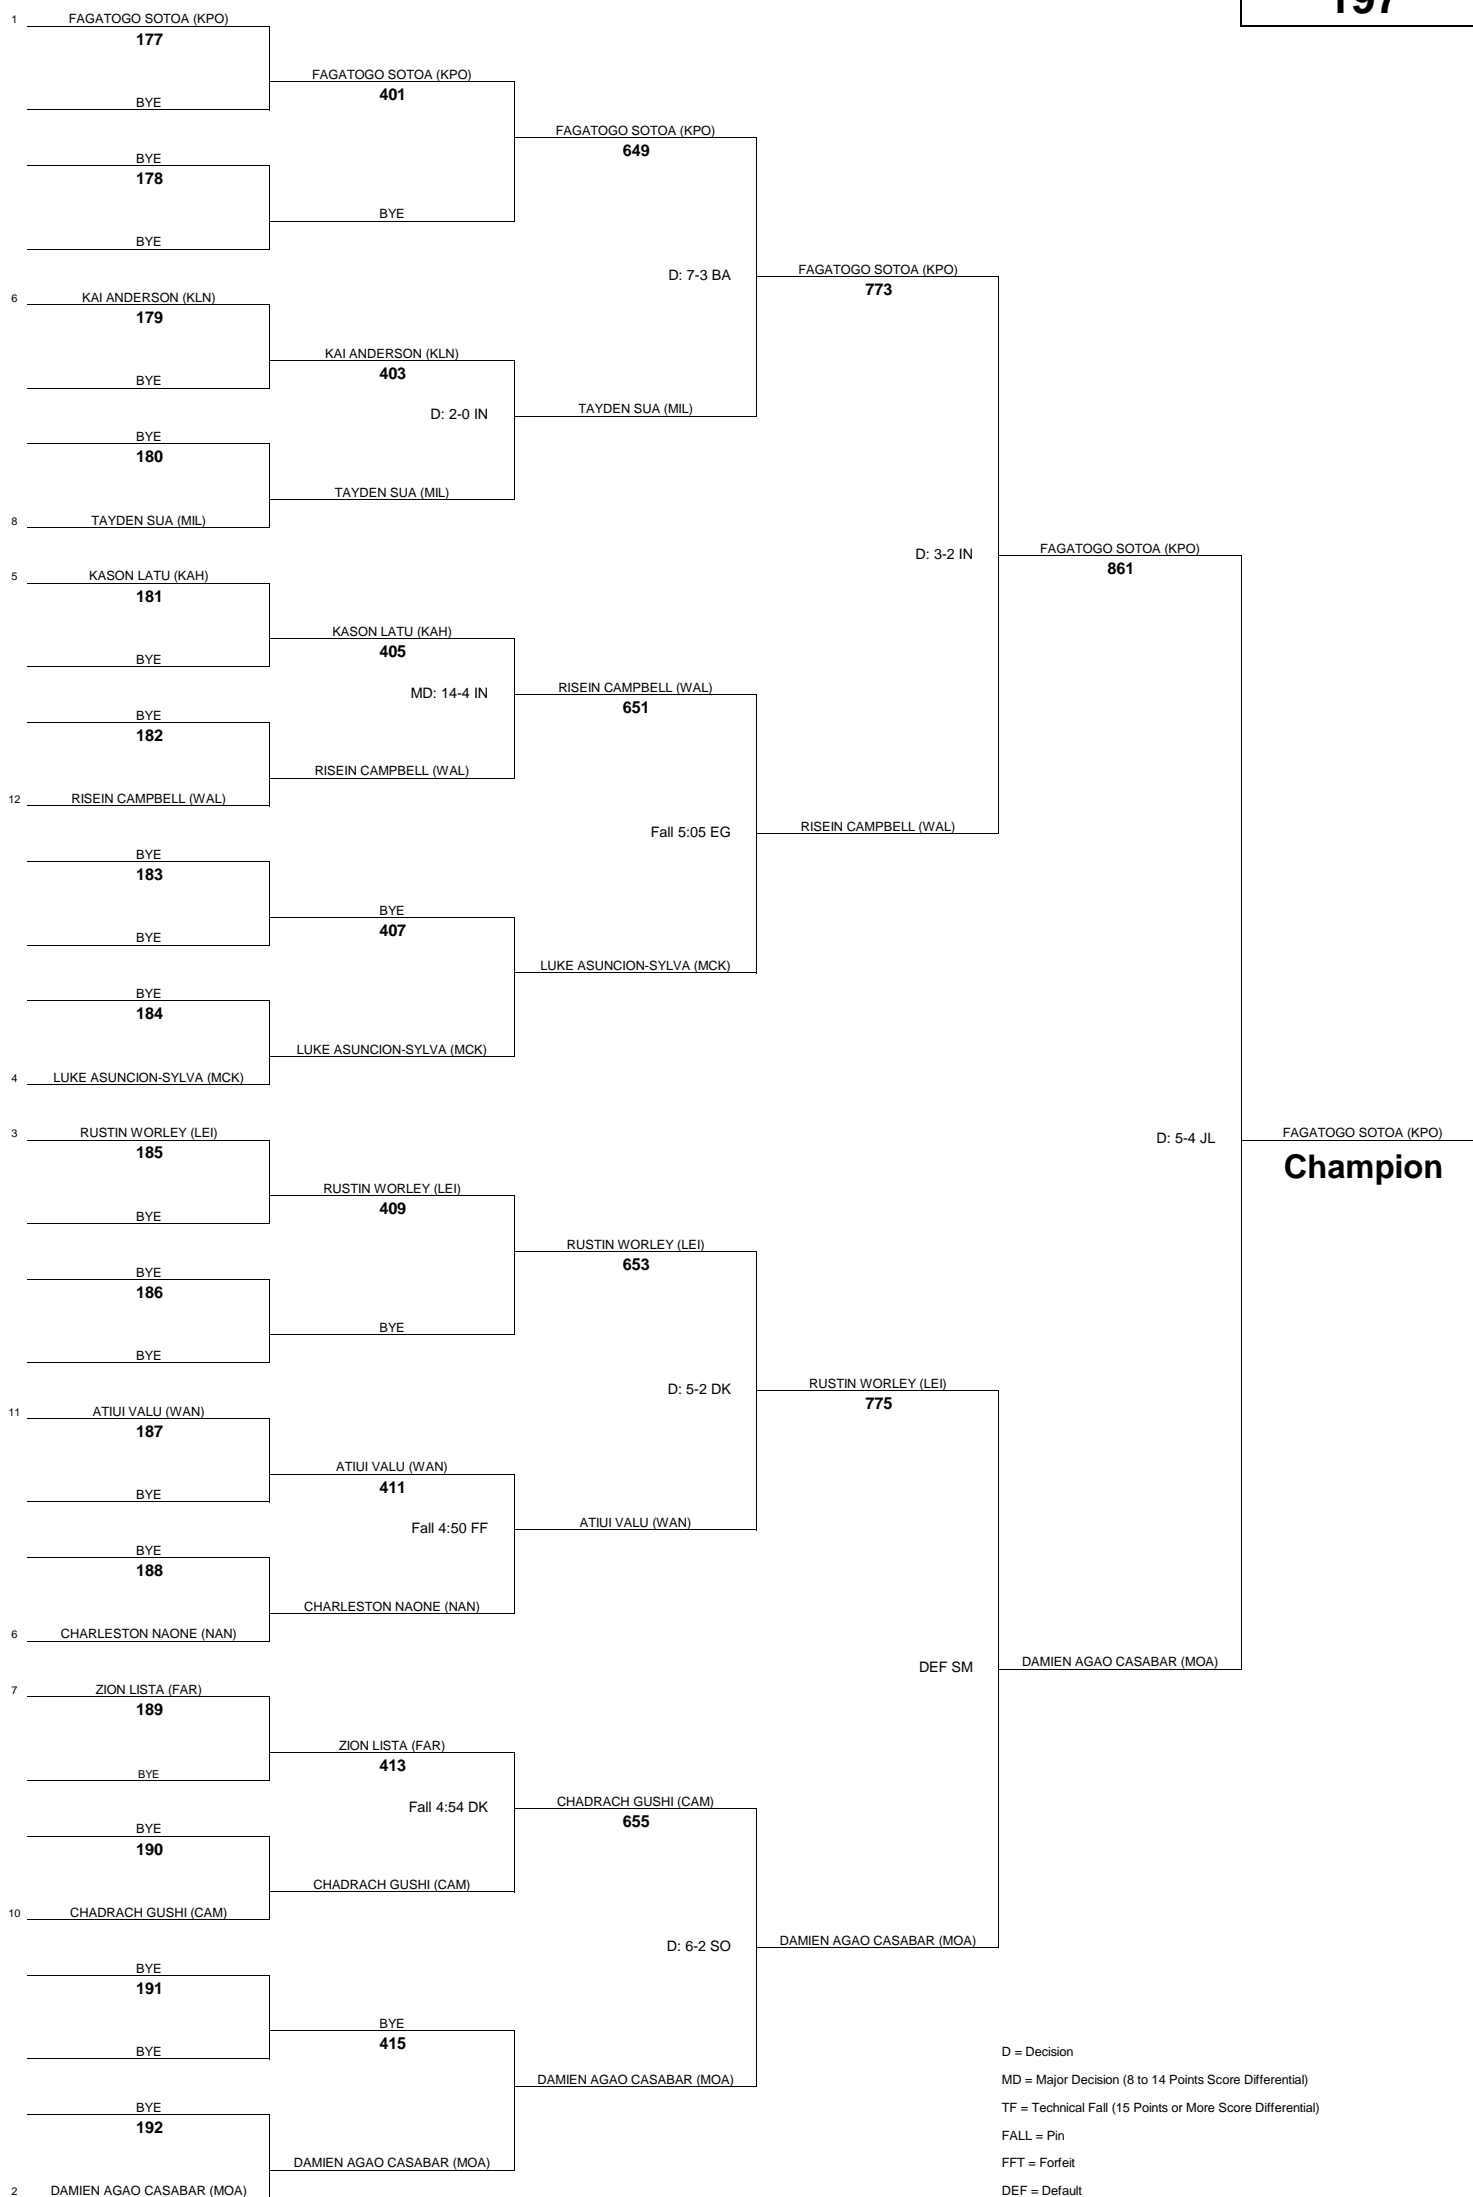 197
1 FAGATOGO SOTOA (KPO)
177
BYE
BYE
178
BYE
6 KAI ANDERSON (KLN)
179
BYE
BYE
180
8 TAYDEN SUA (MIL)
5 KASON LATU (KAH)
181
BYE
BYE
182
12 RISEIN CAMPBELL (WAL)
BYE
183
BYE
BYE
184
4 LUKE ASUNCION-SYLVA (MCK)
3 RUSTIN WORLEY (LEI)
185
BYE
BYE
186
BYE
11 ATIUI VALU (WAN)
187
BYE
BYE
188
6 CHARLESTON NAONE (NAN)
7 ZION LISTA (FAR)
189
BYE
BYE
190
10 CHADRACH GUSHI (CAM)
BYE
191
BYE
BYE
192
2 DAMIEN AGAO CASABAR (MOA)
FAGATOGO SOTOA (KPO)
401
BYE
KAI ANDERSON (KLN)
403
D: 2-0 IN
TAYDEN SUA (MIL)
KASON LATU (KAH)
405
MD: 14-4 IN
RISEIN CAMPBELL (WAL)
BYE
407
LUKE ASUNCION-SYLVA (MCK)
RUSTIN WORLEY (LEI)
409
BYE
ATIUI VALU (WAN)
411
Fall 4:50 FF
CHARLESTON NAONE (NAN)
ZION LISTA (FAR)
413
Fall 4:54 DK
CHADRACH GUSHI (CAM)
BYE
415
DAMIEN AGAO CASABAR (MOA)
FAGATOGO SOTOA (KPO)
649
D: 7-3 BA
TAYDEN SUA (MIL)
RISEIN CAMPBELL (WAL)
651
Fall 5:05 EG
LUKE ASUNCION-SYLVA (MCK)
RUSTIN WORLEY (LEI)
653
D: 5-2 DK
ATIUI VALU (WAN)
CHADRACH GUSHI (CAM)
655
D: 6-2 SO
DAMIEN AGAO CASABAR (MOA)
FAGATOGO SOTOA (KPO)
773
D: 3-2 IN
RISEIN CAMPBELL (WAL)
RUSTIN WORLEY (LEI)
775
DEF SM
DAMIEN AGAO CASABAR (MOA)
FAGATOGO SOTOA (KPO)
861
D: 5-4 JL
DAMIEN AGAO CASABAR (MOA)
FAGATOGO SOTOA (KPO)
Champion
D = Decision
MD = Major Decision (8 to 14 Points Score Differential)
TF = Technical Fall (15 Points or More Score Differential)
FALL = Pin
FFT = Forfeit
DEF = Default